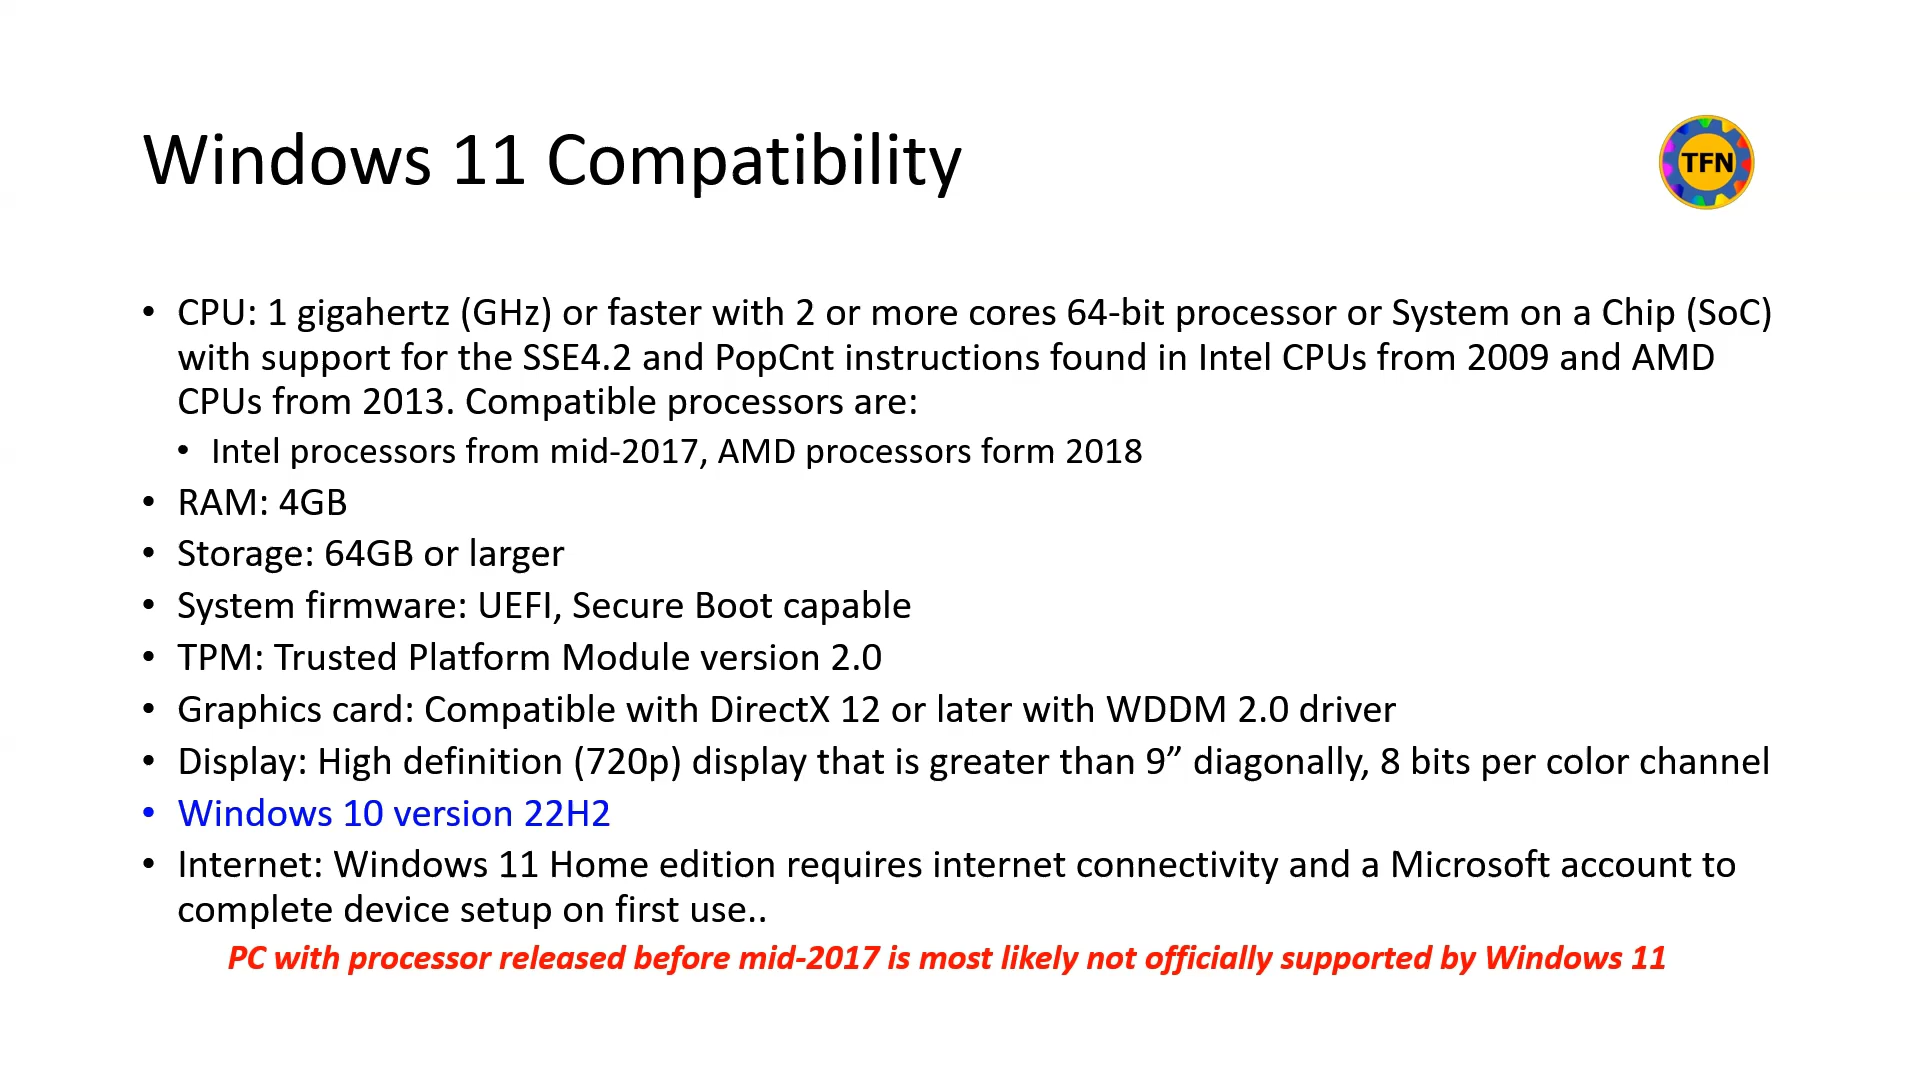 Windows 11 Compatibility
TFN
• CPU: 1 gigahertz (GHz) or faster with 2 or more cores 64-bit processor or System on a Chip (SoC)
with support for the SSE4.2 and PopCnt instructions found in Intel CPUs from 2009 and AMD
CPUs from 2013. Compatible processors are:
• Intel processors from mid-2017, AMD processors form 2018
• RAM: 4GB
• Storage: 64GB or larger
• System firmware: UEFI, Secure Boot capable
• TPM: Trusted Platform Module version 2.0
• Graphics card: Compatible with DirectX 12 or later with WDDM 2.0 driver
• Display: High definition (720p) display that is greater than 9” diagonally, 8 bits per color channel
• Windows 10 version 22H2
• Internet: Windows 11 Home edition requires internet connectivity and a Microsoft account to
complete device setup on first use..
PC with processor released before mid-2017 is most likely not officially supported by Windows 11